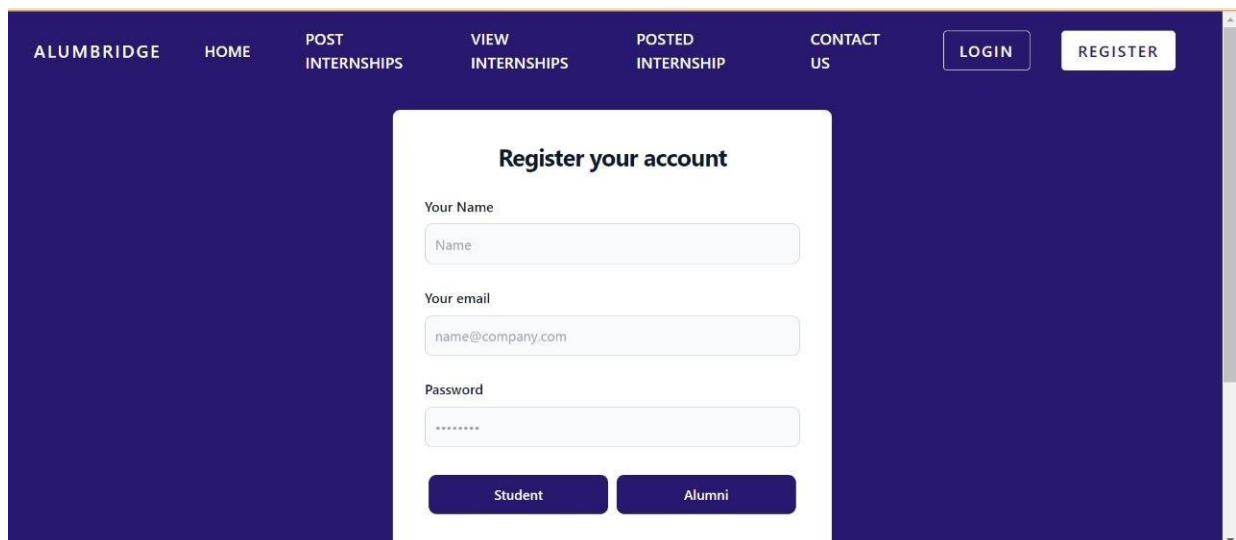 ALUMBRIDGE
HOME
POST
INTERNSHIPS
VIEW
INTERNSHIPS
POSTED
INTERNSHIP
CONTACT
US
LOGIN
REGISTER
Register your account
Your Name
Name
Your email
name@company.com
Password
••••••••
Student
Alumni